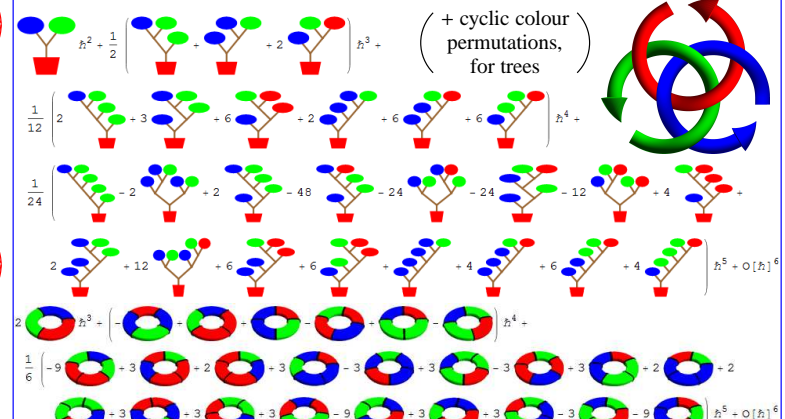 ℏ² + 1/2 ( + + 2 ) ℏ³ +
( + cyclic colour
permutations,
for trees )
1/12 ( 2 + 3 + 6 + 2 + 6 + 6 ) ℏ⁴ +
1/24 ( - 2 + 2 - 48 - 24 - 24 - 12 + 4 +
2 + 12 + 6 + 6 + + 4 + 6 + 4 ) ℏ⁵ + O[ℏ]⁶
2 ℏ³ + ( - + + - + - ) ℏ⁴ +
1/6 ( -9 + 3 + 2 + 3 - 3 + 3 - 3 + 3 + 2 + 2
+ 3 + 3 + 3 - 9 + 3 + 3 - 3 - 9 ) ℏ⁵ + O[ℏ]⁶